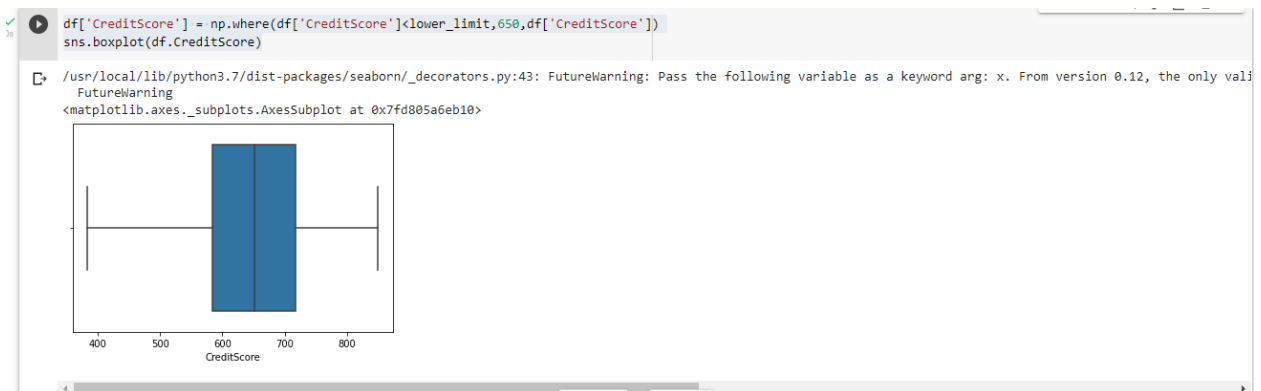 df['CreditScore'] = np.where(df['CreditScore']<lower_limit,650,df['CreditScore'])
sns.boxplot(df.CreditScore)
/usr/local/lib/python3.7/dist-packages/seaborn/_decorators.py:43: FutureWarning: Pass the following variable as a keyword arg: x. From version 0.12, the only vali
FutureWarning
<matplotlib.axes._subplots.AxesSubplot at 0x7fd805a6eb10>
400 500 600 700 800
CreditScore